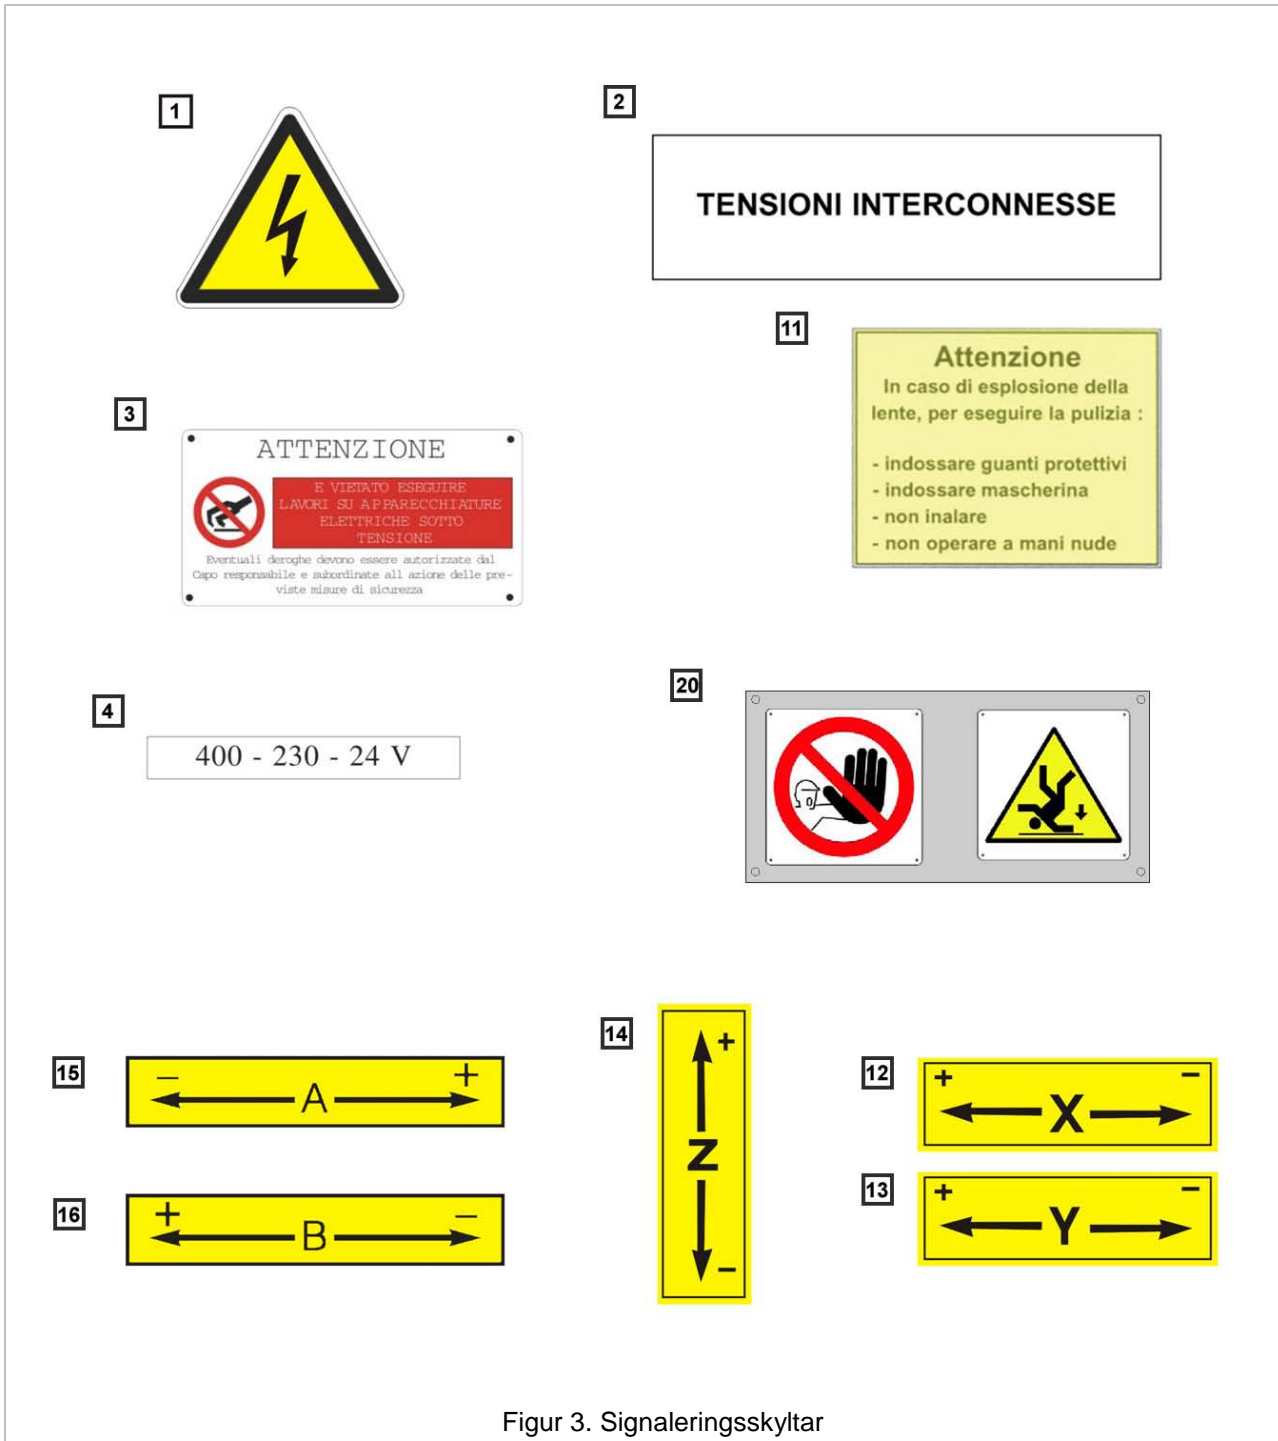 1
2
TENSIONI INTERCONNESSE
11
Attenzione
In caso di esplosione della
lente, per eseguire la pulizia :
- indossare guanti protettivi
- indossare mascherina
- non inalare
- non operare a mani nude
3
ATTENZIONE
E VIETATO ESEGUIRE
LAVORI SU APPARECCHIATURE
ELETTRICHE SOTTO
TENSIONE
Eventuali deroghe devono essere autorizzate dal
Capo responsabile e subordinate all azione delle pre-
viste misure di sicurezza
4
400 - 230 - 24 V
20
15
- +
A
16
+ -
B
14
+
Z
-
12
+ -
X
13
+ -
Y
Figur 3. Signaleringsskyltar